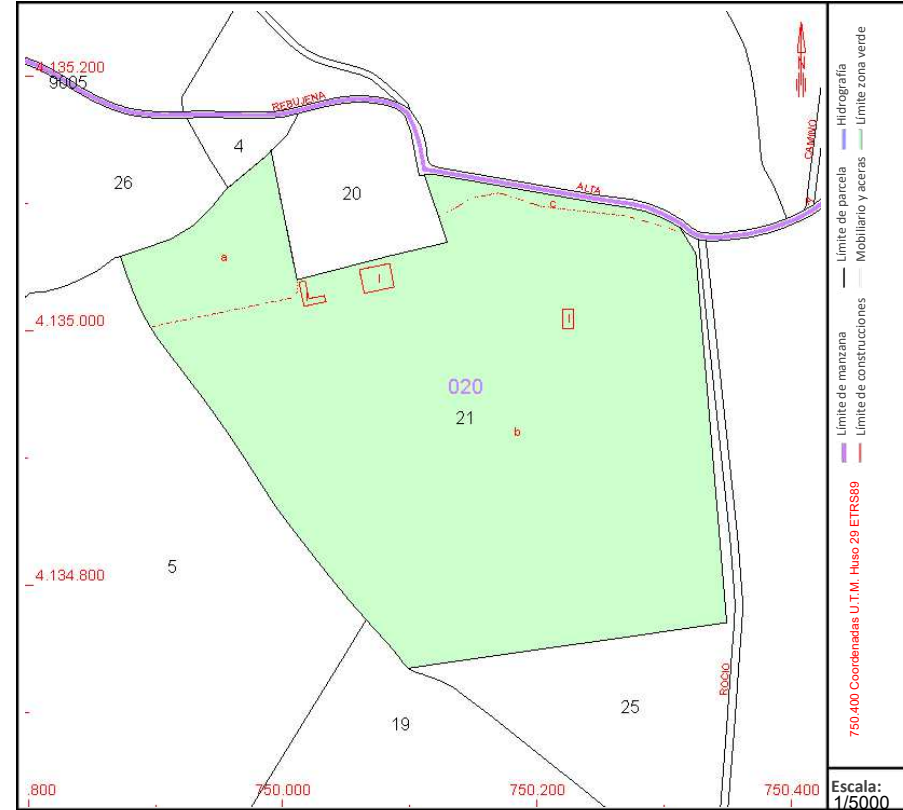 4.135.200
9005
REBUJENA
4
26
20
ALTA
CAMINO
c
a
I
I
I
4.135.000
020
21
b
4.134.800
5
ROCIO
25
19
.800
750.000
750.200
750.400
N
Límite de manzana
Límite de parcela
Hidrografía
Límite de construcciones
Mobiliario y aceras
Límite zona verde
750.400 Coordenadas U.T.M. Huso 29 ETRS89
Escala:
1/5000